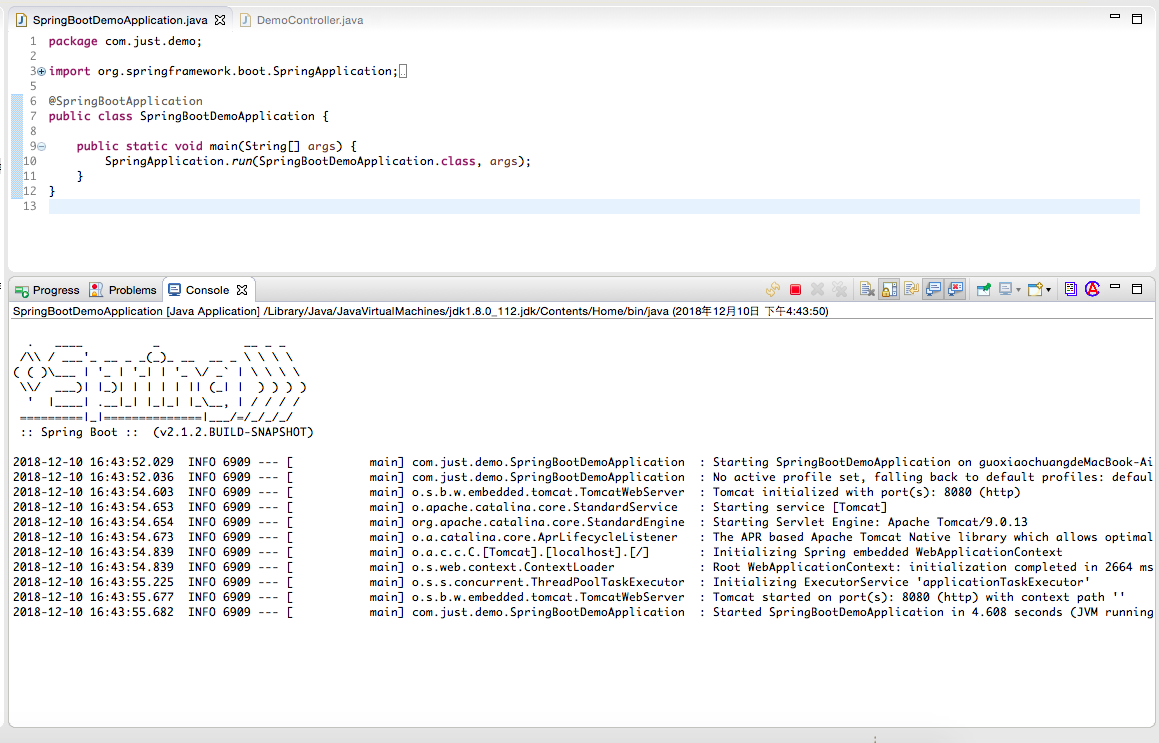 SpringBootDemoApplication.java DemoController.java
1 package com.just.demo;
2
3 import org.springframework.boot.SpringApplication;
5
6 @SpringBootApplication
7 public class SpringBootDemoApplication {
8
9 public static void main(String[] args) {
10 SpringApplication.run(SpringBootDemoApplication.class, args);
11 }
12 }
13
Progress Problems Console
SpringBootDemoApplication [Java Application] /Library/Java/JavaVirtualMachines/jdk1.8.0_112.jdk/Contents/Home/bin/java (2018年12月10日 下午4:43:50)
  .   ____          _            __ _ _
 /\\ / ___'_ __ _ _(_)_ __  __ _ \ \ \ \
( ( )\___ | '_ | '_| | '_ \/ _` | \ \ \ \
 \\/  ___)| |_)| | | | | || (_| |  ) ) ) )
  '  |____| .__|_| |_|_| |_\__, | / / / /
 =========|_|==============|___/=/_/_/_/
 :: Spring Boot ::  (v2.1.2.BUILD-SNAPSHOT)
2018-12-10 16:43:52.029  INFO 6909 --- [           main] com.just.demo.SpringBootDemoApplication  : Starting SpringBootDemoApplication on guoxiaochuangdeMacBook-Ai
2018-12-10 16:43:52.036  INFO 6909 --- [           main] com.just.demo.SpringBootDemoApplication  : No active profile set, falling back to default profiles: defaul
2018-12-10 16:43:54.603  INFO 6909 --- [           main] o.s.b.w.embedded.tomcat.TomcatWebServer  : Tomcat initialized with port(s): 8080 (http)
2018-12-10 16:43:54.653  INFO 6909 --- [           main] o.apache.catalina.core.StandardService   : Starting service [Tomcat]
2018-12-10 16:43:54.654  INFO 6909 --- [           main] org.apache.catalina.core.StandardEngine  : Starting Servlet Engine: Apache Tomcat/9.0.13
2018-12-10 16:43:54.673  INFO 6909 --- [           main] o.a.catalina.core.AprLifecycleListener   : The APR based Apache Tomcat Native library which allows optimal
2018-12-10 16:43:54.839  INFO 6909 --- [           main] o.a.c.c.C.[Tomcat].[localhost].[/]       : Initializing Spring embedded WebApplicationContext
2018-12-10 16:43:54.839  INFO 6909 --- [           main] o.s.web.context.ContextLoader            : Root WebApplicationContext: initialization completed in 2664 ms
2018-12-10 16:43:55.225  INFO 6909 --- [           main] o.s.s.concurrent.ThreadPoolTaskExecutor  : Initializing ExecutorService 'applicationTaskExecutor'
2018-12-10 16:43:55.677  INFO 6909 --- [           main] o.s.b.w.embedded.tomcat.TomcatWebServer  : Tomcat started on port(s): 8080 (http) with context path ''
2018-12-10 16:43:55.682  INFO 6909 --- [           main] com.just.demo.SpringBootDemoApplication  : Started SpringBootDemoApplication in 4.608 seconds (JVM running